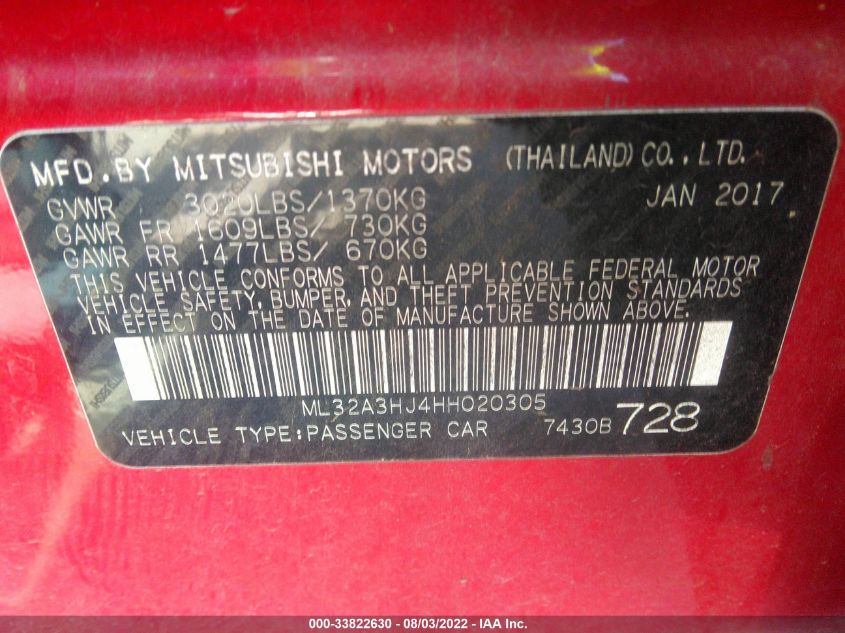 MFD.BY MITSUBISHI MOTORS (THAILAND) CO.,LTD.
GVWR 3020LBS/1370KG JAN 2017
GAWR FR 1609LBS/ 730KG
GAWR RR 1477LBS/ 670KG
THIS VEHICLE CONFORMS TO ALL APPLICABLE FEDERAL MOTOR
VEHICLE SAFETY, BUMPER, AND THEFT PREVENTION STANDARDS
IN EFFECT ON THE DATE OF MANUFACTURE SHOWN ABOVE.
ML32A3HJ4HH020305
VEHICLE TYPE:PASSENGER CAR 7430B 728
000-33822630 - 08/03/2022 - IAA Inc.